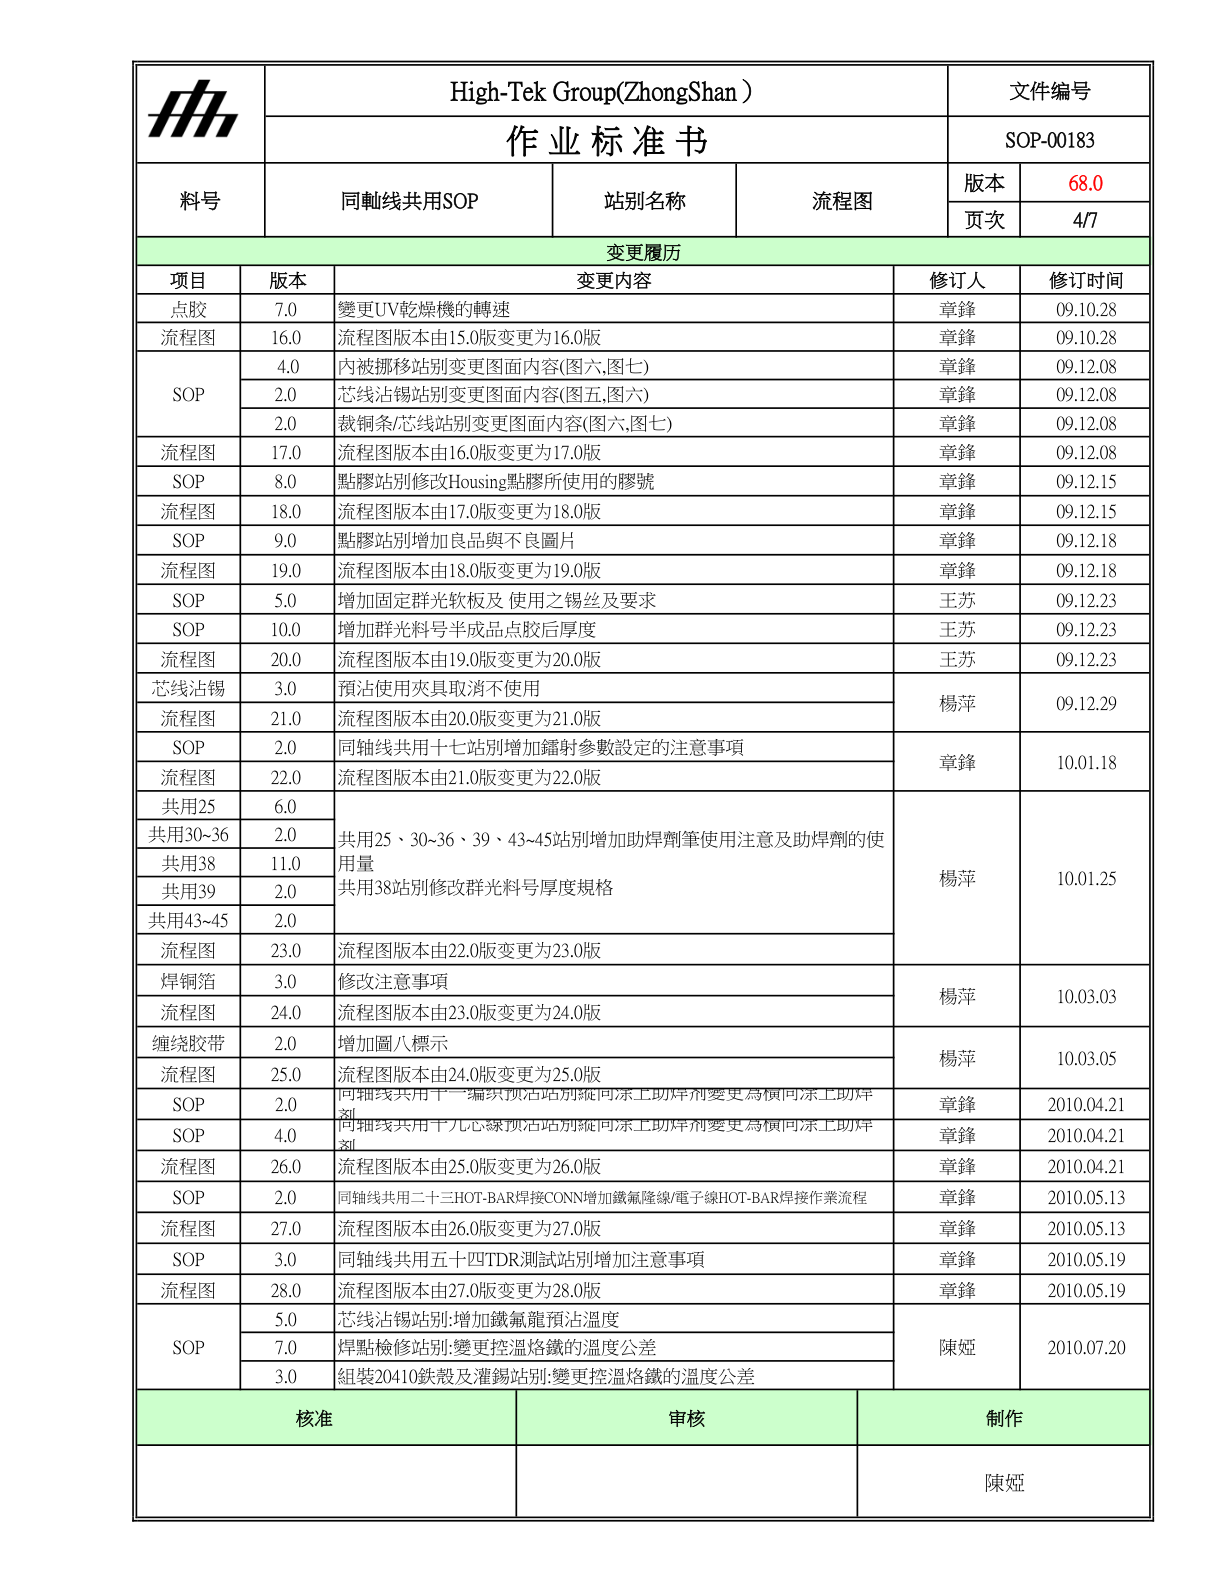 High-Tek Group(ZhongShan）
文件编号
作 业 标 准 书
SOP-00183
料号
同軸线共用SOP
站别名称
流程图
版本
68.0
页次
4/7
变更履历
项目 版本 变更内容 修订人 修订时间
点胶 7.0 變更UV乾燥機的轉速 章鋒 09.10.28
流程图 16.0 流程图版本由15.0版变更为16.0版 章鋒 09.10.28
SOP
4.0 內被挪移站别变更图面内容(图六,图七) 章鋒 09.12.08
2.0 芯线沾锡站别变更图面内容(图五,图六) 章鋒 09.12.08
2.0 裁铜条/芯线站别变更图面内容(图六,图七) 章鋒 09.12.08
流程图 17.0 流程图版本由16.0版变更为17.0版 章鋒 09.12.08
SOP 8.0 點膠站別修改Housing點膠所使用的膠號 章鋒 09.12.15
流程图 18.0 流程图版本由17.0版变更为18.0版 章鋒 09.12.15
SOP 9.0 點膠站別增加良品與不良圖片 章鋒 09.12.18
流程图 19.0 流程图版本由18.0版变更为19.0版 章鋒 09.12.18
SOP 5.0 增加固定群光软板及 使用之锡丝及要求 王苏 09.12.23
SOP 10.0 增加群光料号半成品点胶后厚度 王苏 09.12.23
流程图 20.0 流程图版本由19.0版变更为20.0版 王苏 09.12.23
芯线沾锡 3.0 預沾使用夾具取消不使用
楊萍 09.12.29
流程图 21.0 流程图版本由20.0版变更为21.0版
SOP 2.0 同轴线共用十七站別增加鐳射參數設定的注意事項
章鋒 10.01.18
流程图 22.0 流程图版本由21.0版变更为22.0版
共用25 6.0
共用30~36 2.0
共用38 11.0
共用39 2.0
共用43~45 2.0
共用25、30~36、39、43~45站別增加助焊劑筆使用注意及助焊劑的使
用量
共用38站別修改群光料号厚度规格
楊萍 10.01.25
流程图 23.0 流程图版本由22.0版变更为23.0版
焊铜箔 3.0 修改注意事項
楊萍 10.03.03
流程图 24.0 流程图版本由23.0版变更为24.0版
缠绕胶带 2.0 增加圖八標示
楊萍 10.03.05
流程图 25.0 流程图版本由24.0版变更为25.0版
SOP 2.0 同轴线共用十一编织预沾站别縱向涂上助焊剂變更為橫向涂上助焊
剂 章鋒 2010.04.21
SOP 4.0 同轴线共用十九芯線预沾站别縱向涂上助焊剂變更為橫向涂上助焊
剂 章鋒 2010.04.21
流程图 26.0 流程图版本由25.0版变更为26.0版 章鋒 2010.04.21
SOP 2.0 同轴线共用二十三HOT-BAR焊接CONN增加鐵氟隆線/電子線HOT-BAR焊接作業流程 章鋒 2010.05.13
流程图 27.0 流程图版本由26.0版变更为27.0版 章鋒 2010.05.13
SOP 3.0 同轴线共用五十四TDR測試站別增加注意事項 章鋒 2010.05.19
流程图 28.0 流程图版本由27.0版变更为28.0版 章鋒 2010.05.19
SOP
5.0 芯线沾锡站别:增加鐵氟龍預沾溫度
7.0 焊點檢修站别:變更控溫烙鐵的溫度公差
陳婭 2010.07.20
3.0 組裝20410鉄殼及灌錫站别:變更控溫烙鐵的溫度公差
核准 审核 制作
陳婭